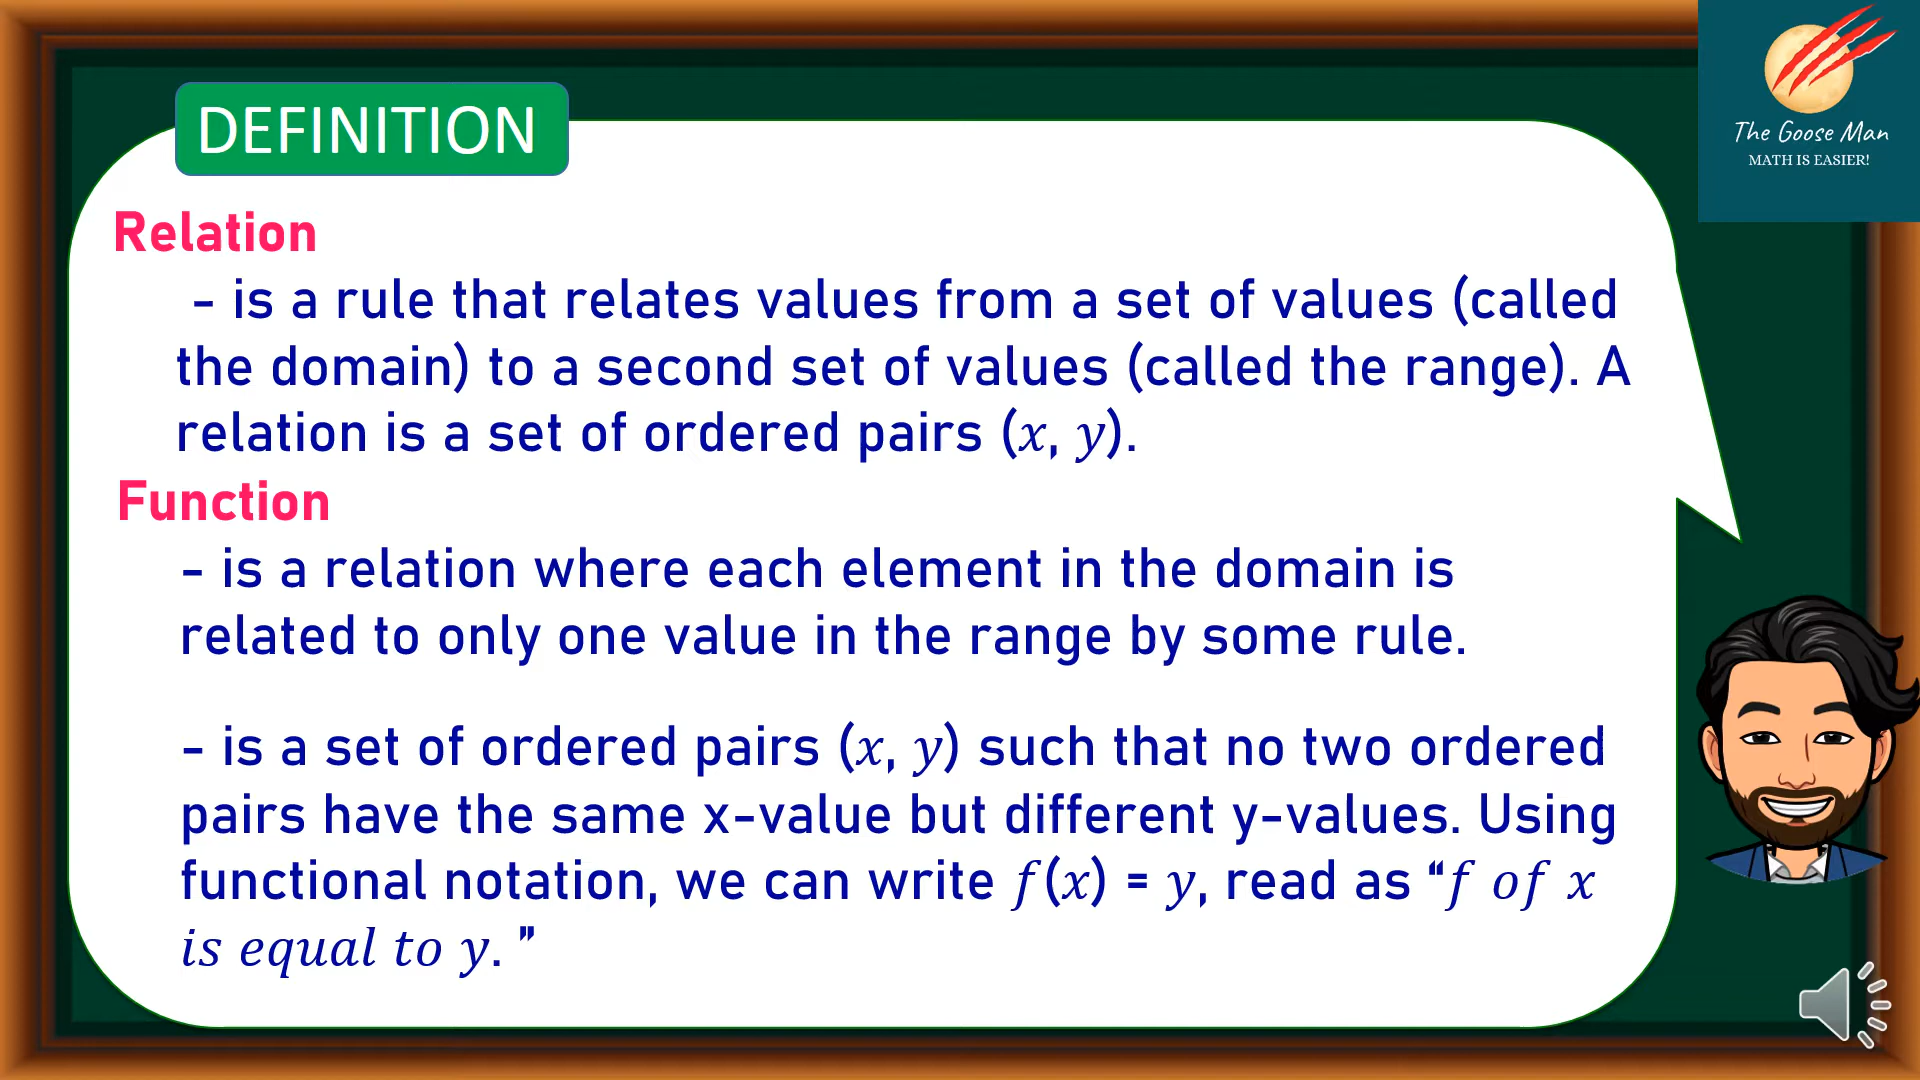 DEFINITION
The Goose Man
MATH IS EASIER!
Relation
- is a rule that relates values from a set of values (called
the domain) to a second set of values (called the range). A
relation is a set of ordered pairs (x, y).
Function
- is a relation where each element in the domain is
related to only one value in the range by some rule.
- is a set of ordered pairs (x, y) such that no two ordered
pairs have the same x-value but different y-values. Using
functional notation, we can write f(x) = y, read as “f of x
is equal to y. ”